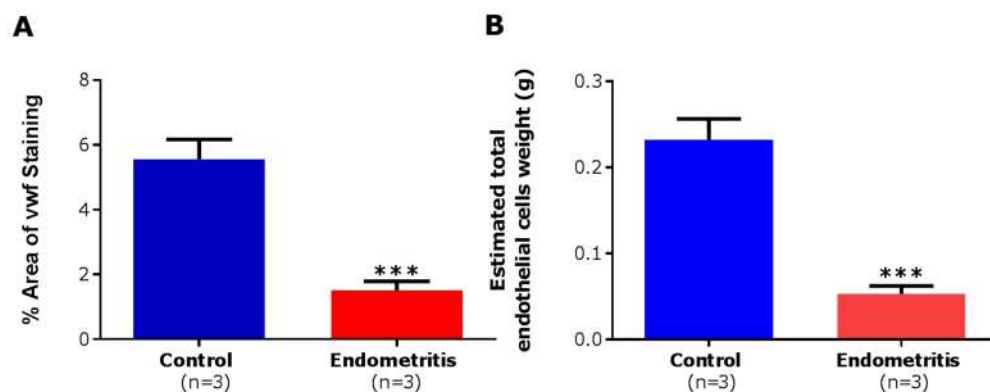 A
% Area of vwf Staining
8
6
4
2
0
***
Control
(n=3)
Endometritis
(n=3)
B
Estimated total
endothelial cells weight (g)
0.3
0.2
0.1
0.0
***
Control
(n=3)
Endometritis
(n=3)